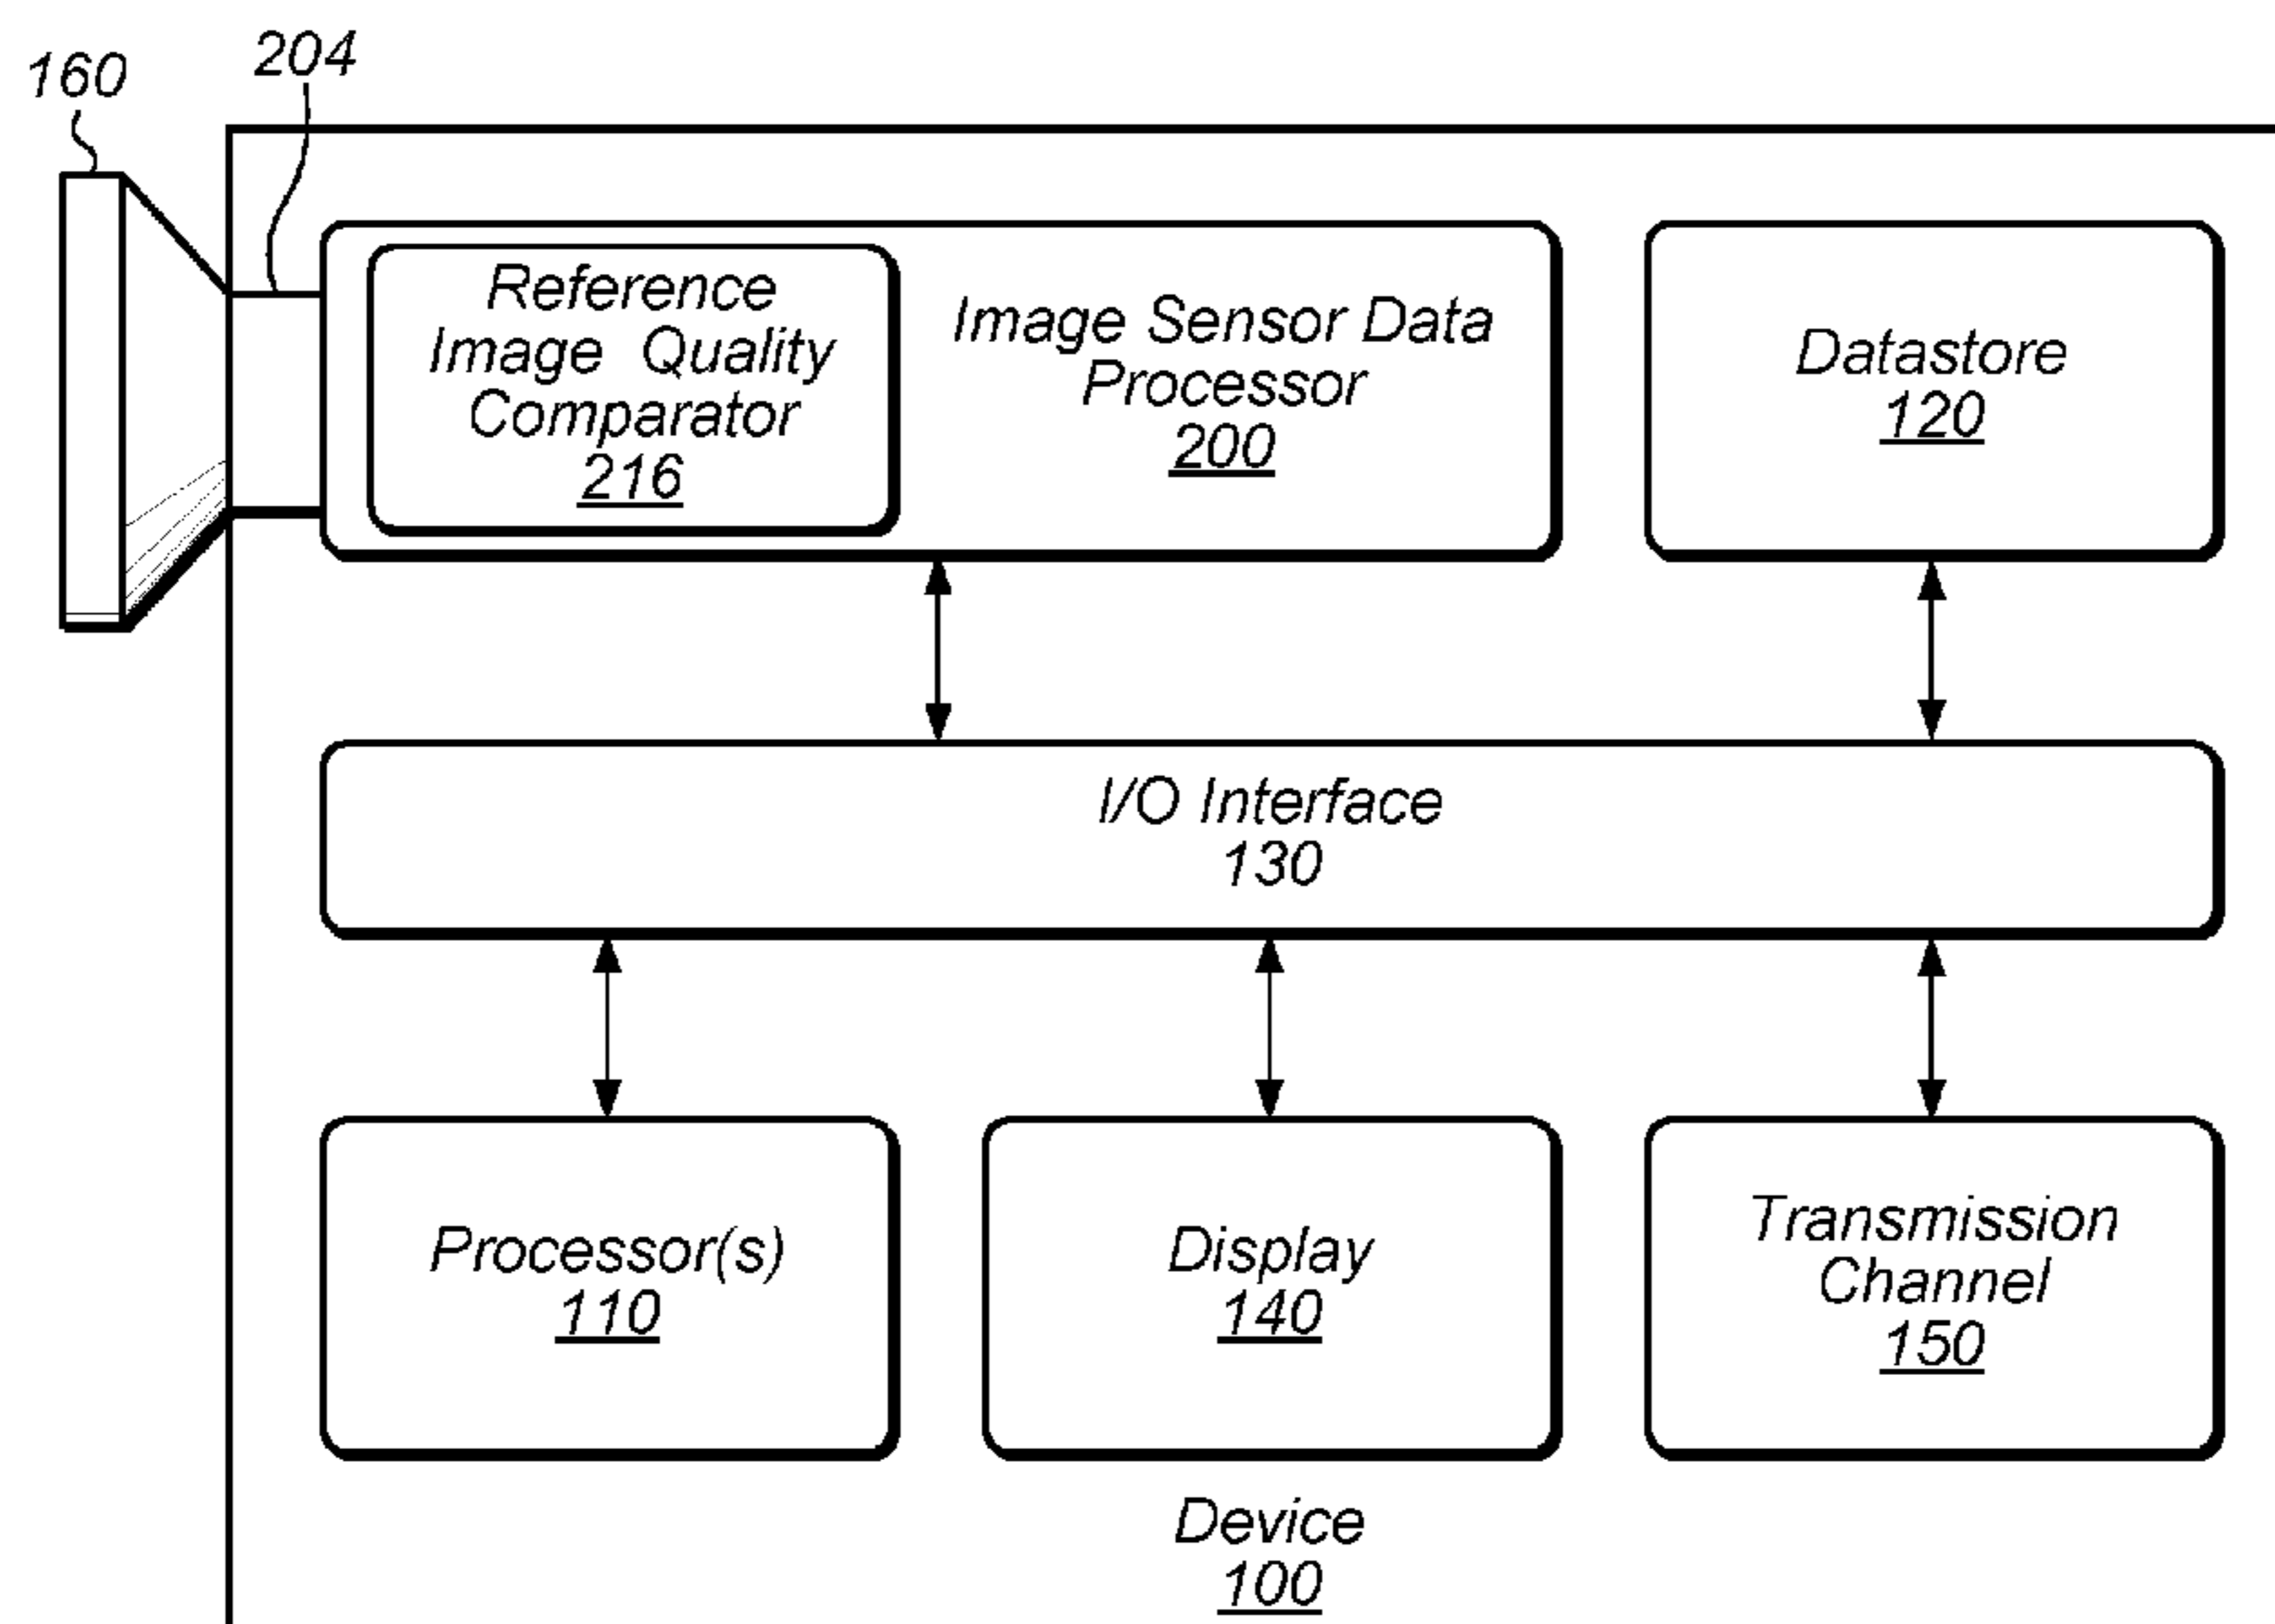 160
204
Reference
Image Quality
Comparator
216
Image Sensor Data
Processor
200
Datastore
120
I/O Interface
130
Processor(s)
110
Display
140
Transmission
Channel
150
Device
100